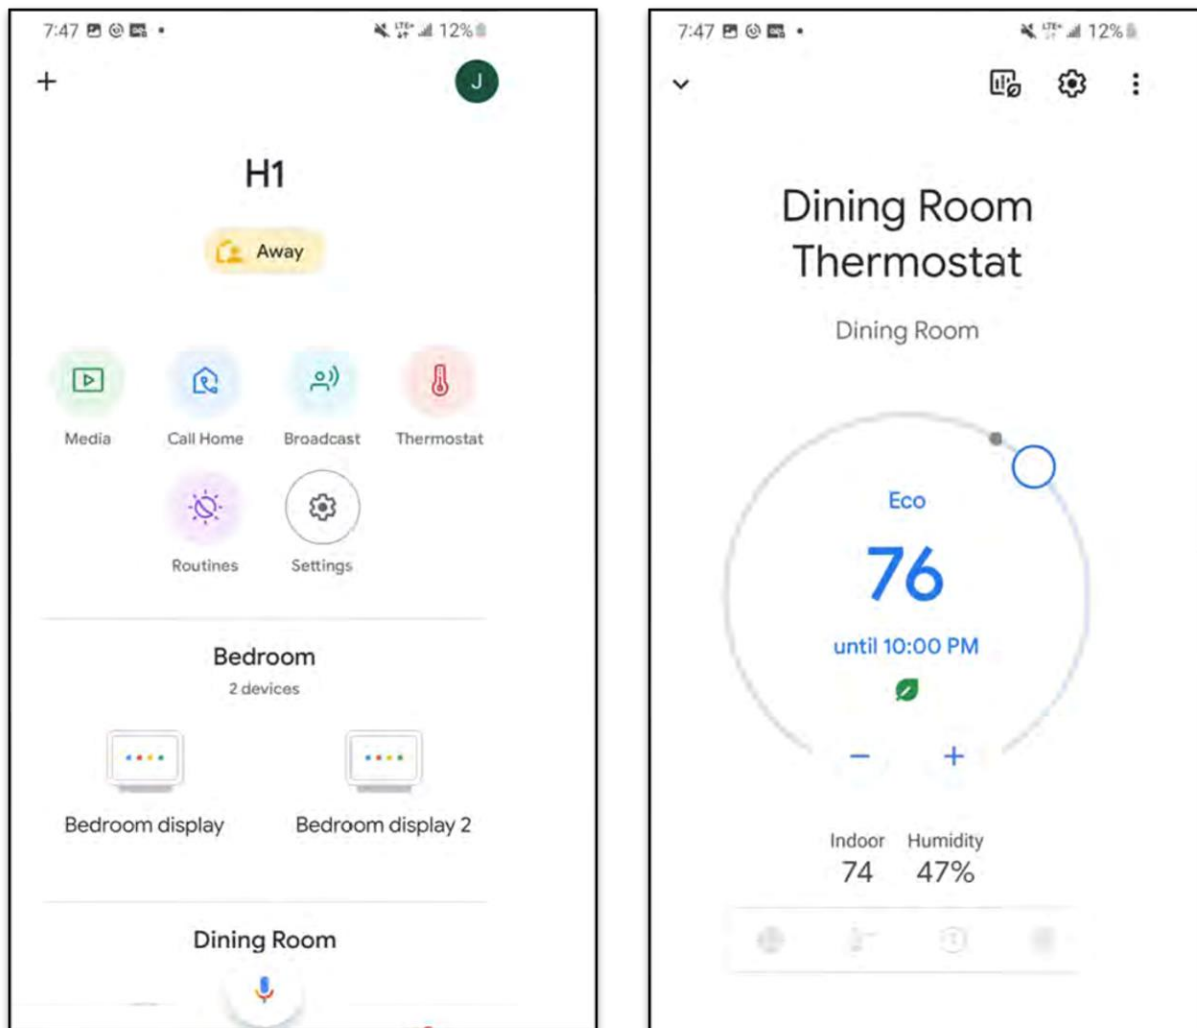 7:47
LTE+ 12%
J
H1
Away
Media Call Home Broadcast Thermostat
Routines Settings
Bedroom
2 devices
Bedroom display Bedroom display 2
Dining Room
7:47
LTE+ 12%
Dining Room
Thermostat
Dining Room
Eco
76
until 10:00 PM
− +
Indoor Humidity
74 47%